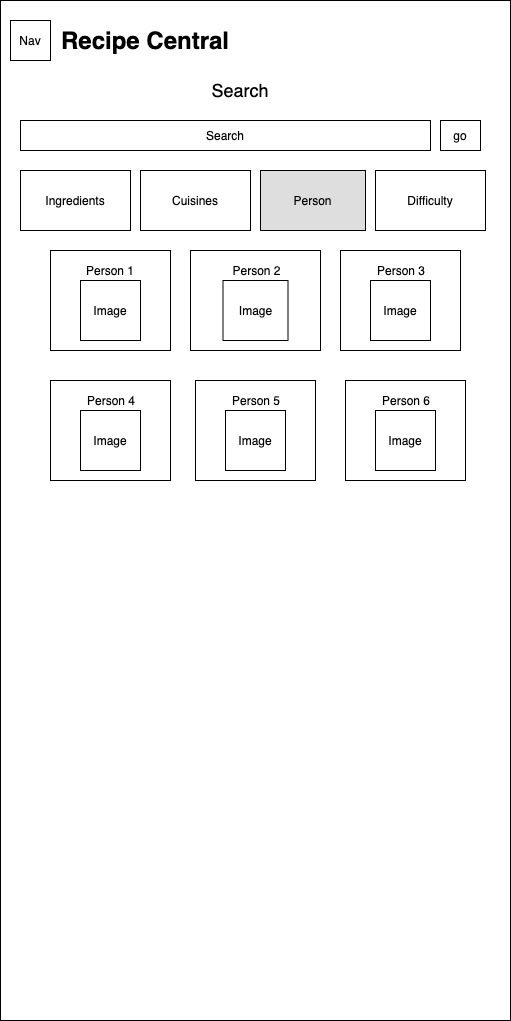 Nav
Recipe Central
Search
Search
go
Ingredients
Cuisines
Person
Difficulty
Person 1
Person 2
Person 3
Image
Image
Image
Person 4
Person 5
Person 6
Image
Image
Image